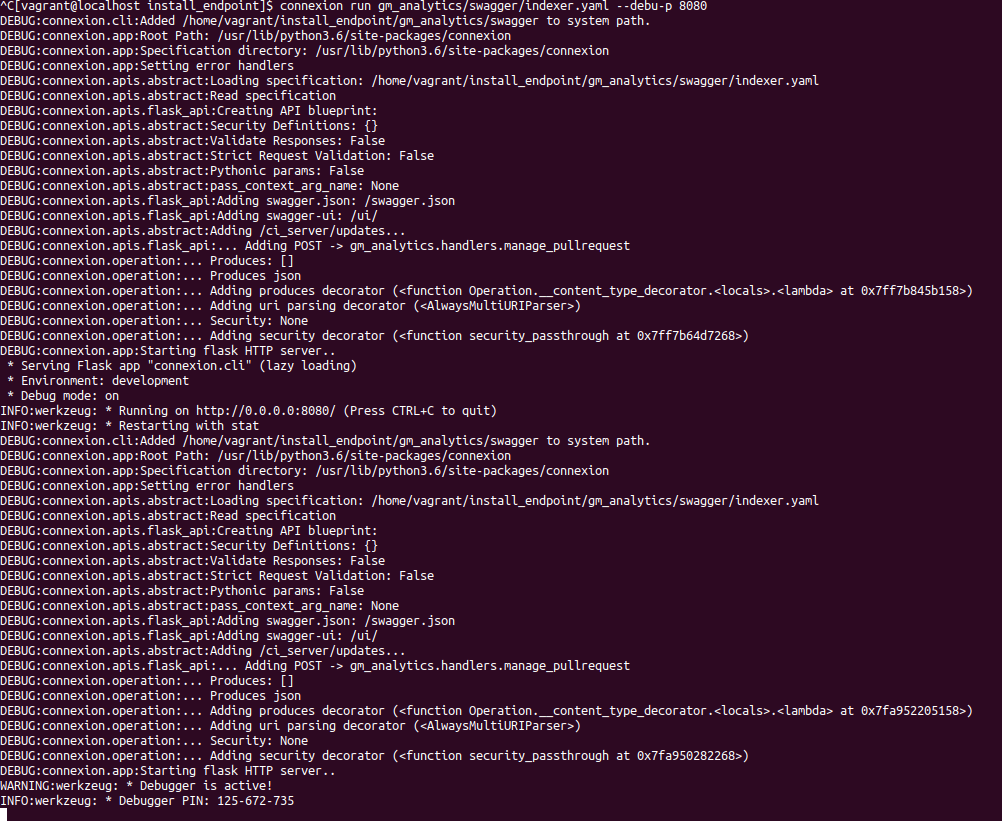 ^C[vagrant@localhost install_endpoint]$ connexion run gm_analytics/swagger/indexer.yaml --debu-p 8080
DEBUG:connexion.cli:Added /home/vagrant/install_endpoint/gm_analytics/swagger to system path.
DEBUG:connexion.app:Root Path: /usr/lib/python3.6/site-packages/connexion
DEBUG:connexion.app:Specification directory: /usr/lib/python3.6/site-packages/connexion
DEBUG:connexion.app:Setting error handlers
DEBUG:connexion.apis.abstract:Loading specification: /home/vagrant/install_endpoint/gm_analytics/swagger/indexer.yaml
DEBUG:connexion.apis.abstract:Read specification
DEBUG:connexion.apis.flask_api:Creating API blueprint:
DEBUG:connexion.apis.abstract:Security Definitions: {}
DEBUG:connexion.apis.abstract:Validate Responses: False
DEBUG:connexion.apis.abstract:Strict Request Validation: False
DEBUG:connexion.apis.abstract:Pythonic params: False
DEBUG:connexion.apis.abstract:pass_context_arg_name: None
DEBUG:connexion.apis.flask_api:Adding swagger.json: /swagger.json
DEBUG:connexion.apis.flask_api:Adding swagger-ui: /ui/
DEBUG:connexion.apis.abstract:Adding /ci_server/updates...
DEBUG:connexion.apis.flask_api:... Adding POST -> gm_analytics.handlers.manage_pullrequest
DEBUG:connexion.operation:... Produces: []
DEBUG:connexion.operation:... Produces json
DEBUG:connexion.operation:... Adding produces decorator (<function Operation.__content_type_decorator.<locals>.<lambda> at 0x7ff7b845b158>)
DEBUG:connexion.operation:... Adding uri parsing decorator (<AlwaysMultiURIParser>)
DEBUG:connexion.operation:... Security: None
DEBUG:connexion.operation:... Adding security decorator (<function security_passthrough at 0x7ff7b64d7268>)
DEBUG:connexion.app:Starting flask HTTP server..
 * Serving Flask app "connexion.cli" (lazy loading)
 * Environment: development
 * Debug mode: on
INFO:werkzeug: * Running on http://0.0.0.0:8080/ (Press CTRL+C to quit)
INFO:werkzeug: * Restarting with stat
DEBUG:connexion.cli:Added /home/vagrant/install_endpoint/gm_analytics/swagger to system path.
DEBUG:connexion.app:Root Path: /usr/lib/python3.6/site-packages/connexion
DEBUG:connexion.app:Specification directory: /usr/lib/python3.6/site-packages/connexion
DEBUG:connexion.app:Setting error handlers
DEBUG:connexion.apis.abstract:Loading specification: /home/vagrant/install_endpoint/gm_analytics/swagger/indexer.yaml
DEBUG:connexion.apis.abstract:Read specification
DEBUG:connexion.apis.flask_api:Creating API blueprint:
DEBUG:connexion.apis.abstract:Security Definitions: {}
DEBUG:connexion.apis.abstract:Validate Responses: False
DEBUG:connexion.apis.abstract:Strict Request Validation: False
DEBUG:connexion.apis.abstract:Pythonic params: False
DEBUG:connexion.apis.abstract:pass_context_arg_name: None
DEBUG:connexion.apis.flask_api:Adding swagger.json: /swagger.json
DEBUG:connexion.apis.flask_api:Adding swagger-ui: /ui/
DEBUG:connexion.apis.abstract:Adding /ci_server/updates...
DEBUG:connexion.apis.flask_api:... Adding POST -> gm_analytics.handlers.manage_pullrequest
DEBUG:connexion.operation:... Produces: []
DEBUG:connexion.operation:... Produces json
DEBUG:connexion.operation:... Adding produces decorator (<function Operation.__content_type_decorator.<locals>.<lambda> at 0x7fa952205158>)
DEBUG:connexion.operation:... Adding uri parsing decorator (<AlwaysMultiURIParser>)
DEBUG:connexion.operation:... Security: None
DEBUG:connexion.operation:... Adding security decorator (<function security_passthrough at 0x7fa950282268>)
DEBUG:connexion.app:Starting flask HTTP server..
WARNING:werkzeug: * Debugger is active!
INFO:werkzeug: * Debugger PIN: 125-672-735